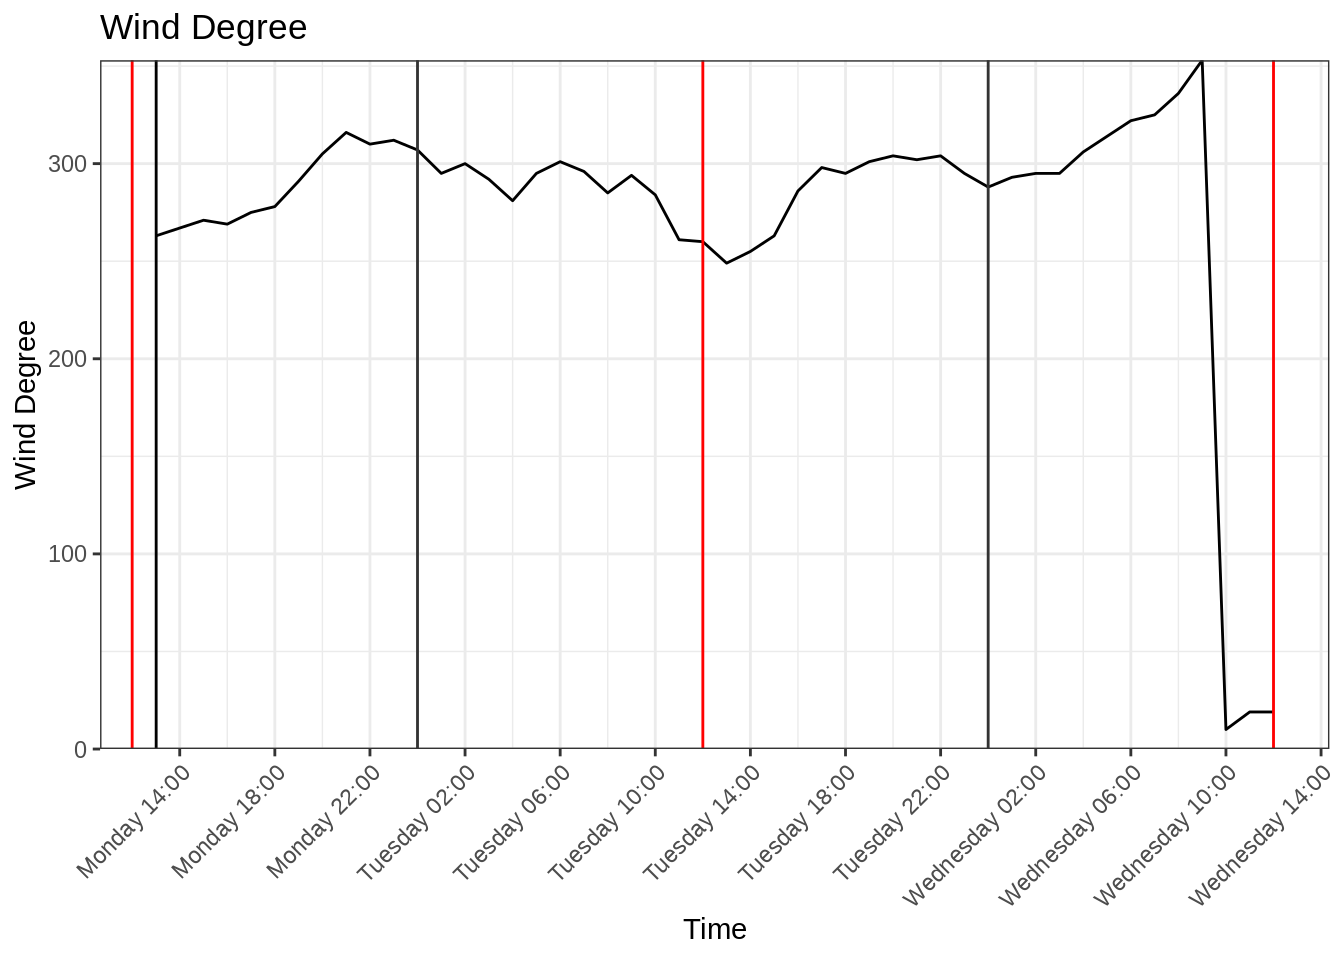 Wind Degree
Wind Degree
300
200
100
0
Monday 14:00
Monday 18:00
Monday 22:00
Tuesday 02:00
Tuesday 06:00
Tuesday 10:00
Tuesday 14:00
Tuesday 18:00
Tuesday 22:00
Wednesday 02:00
Wednesday 06:00
Wednesday 10:00
Wednesday 14:00
Time